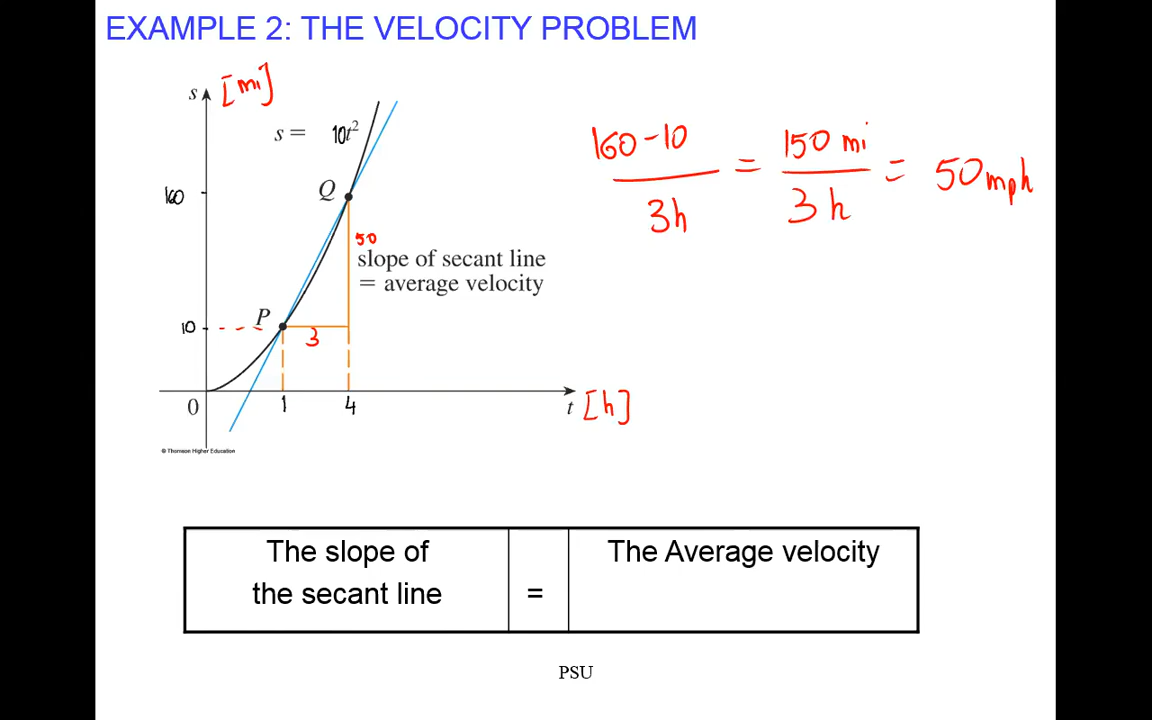 EXAMPLE 2: THE VELOCITY PROBLEM
s [mi]
s = 10t²
160-10 / 3h = 150 mi / 3 h = 50 mph
160
Q
50
slope of secant line
= average velocity
10
P
3
0
1
4
t [h]
© Thomson Higher Education
The slope of
the secant line
=
The Average velocity
PSU